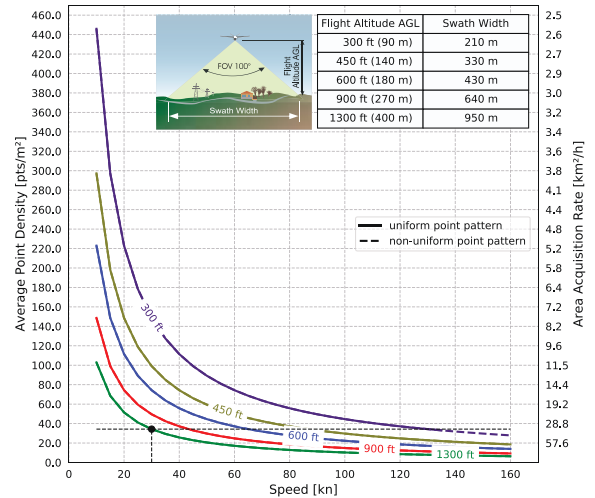 460.0
440.0
420.0
400.0
380.0
360.0
340.0
320.0
300.0
280.0
260.0
240.0
220.0
200.0
180.0
160.0
140.0
120.0
100.0
80.0
60.0
40.0
20.0
0.0
Average Point Density [pts/m²]
FOV 100°
Flight
Altitude AGL
Swath Width
Flight Altitude AGL Swath Width
300 ft (90 m) 210 m
450 ft (140 m) 330 m
600 ft (180 m) 430 m
900 ft (270 m) 640 m
1300 ft (400 m) 950 m
uniform point pattern
non-uniform point pattern
300 ft
450 ft
600 ft
900 ft
1300 ft
2.5
2.6
2.7
2.9
3.0
3.2
3.4
3.6
3.8
4.1
4.4
4.8
5.2
5.8
6.4
7.2
8.2
9.6
11.5
14.4
19.2
28.8
57.6
Area Acquisition Rate [km²/h]
0 20 40 60 80 100 120 140 160
Speed [kn]